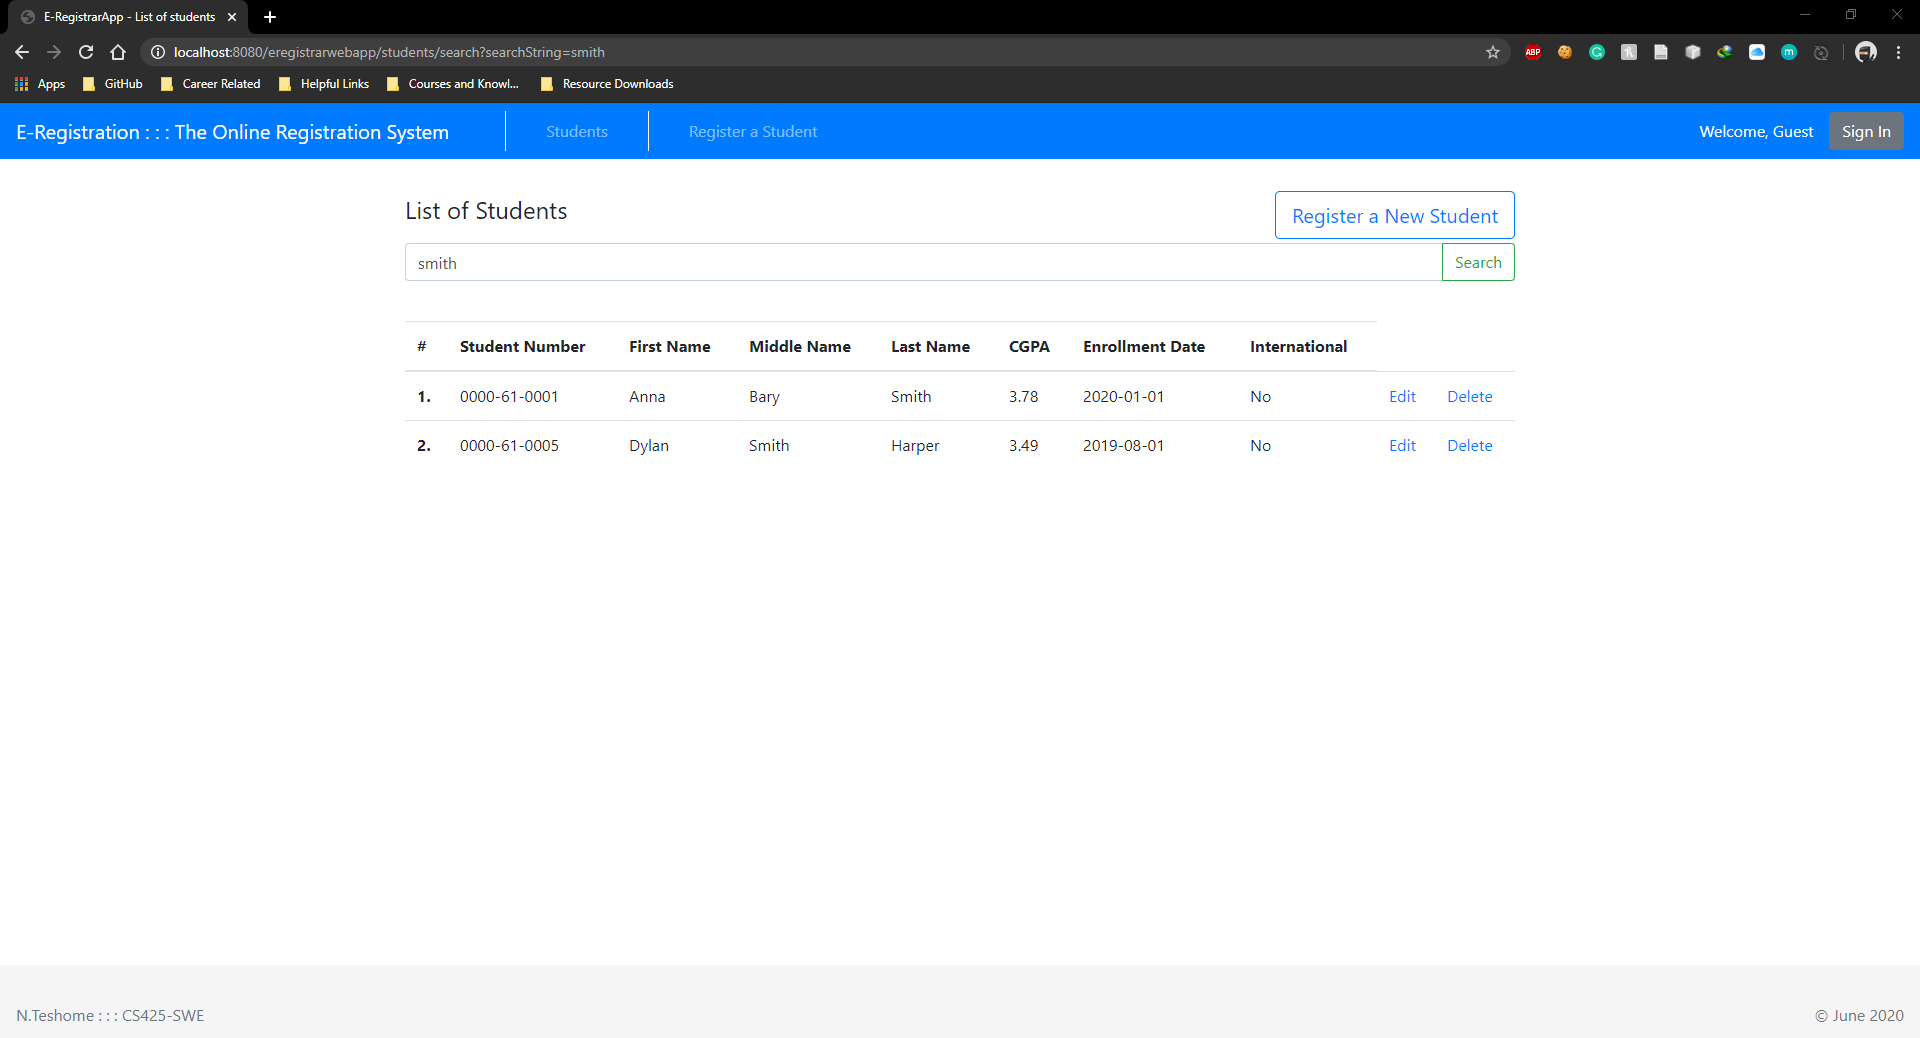 E-RegistrarApp - List of students
localhost:8080/eregistrarwebapp/students/search?searchString=smith
ABP
m
Apps GitHub Career Related Helpful Links Courses and Knowl... Resource Downloads
E-Registration : : : The Online Registration System Students Register a Student Welcome, Guest Sign In
List of Students Register a New Student
smith Search
# Student Number First Name Middle Name Last Name CGPA Enrollment Date International
1. 0000-61-0001 Anna Bary Smith 3.78 2020-01-01 No Edit Delete
2. 0000-61-0005 Dylan Smith Harper 3.49 2019-08-01 No Edit Delete
N.Teshome : : : CS425-SWE © June 2020